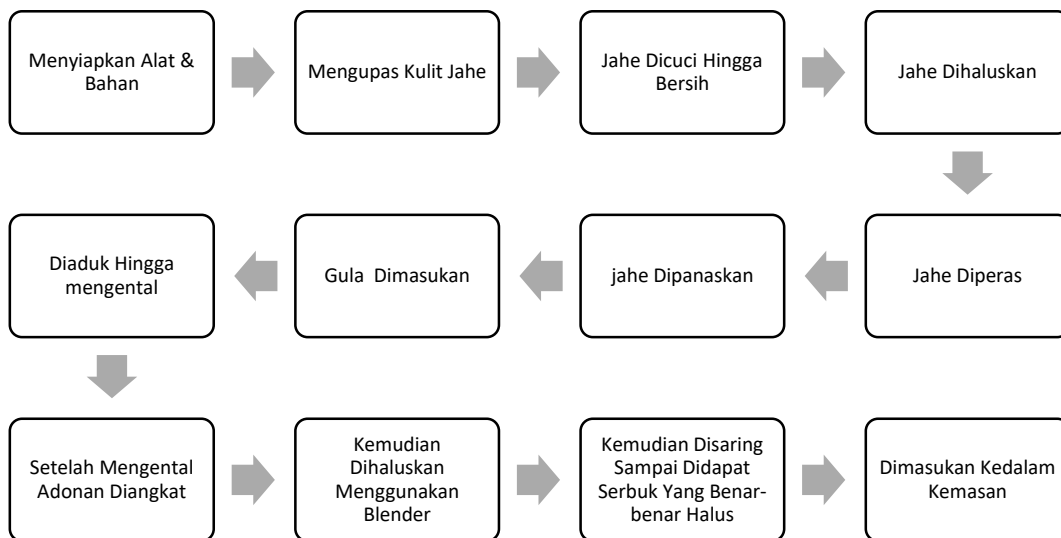 Menyiapkan Alat &
Bahan
Mengupas Kulit Jahe
Jahe Dicuci Hingga
Bersih
Jahe Dihaluskan
Jahe Diperas
jahe Dipanaskan
Gula Dimasukan
Diaduk Hingga
mengental
Setelah Mengental
Adonan Diangkat
Kemudian
Dihaluskan
Menggunakan
Blender
Kemudian Disaring
Sampai Didapat
Serbuk Yang Benar-
benar Halus
Dimasukan Kedalam
Kemasan